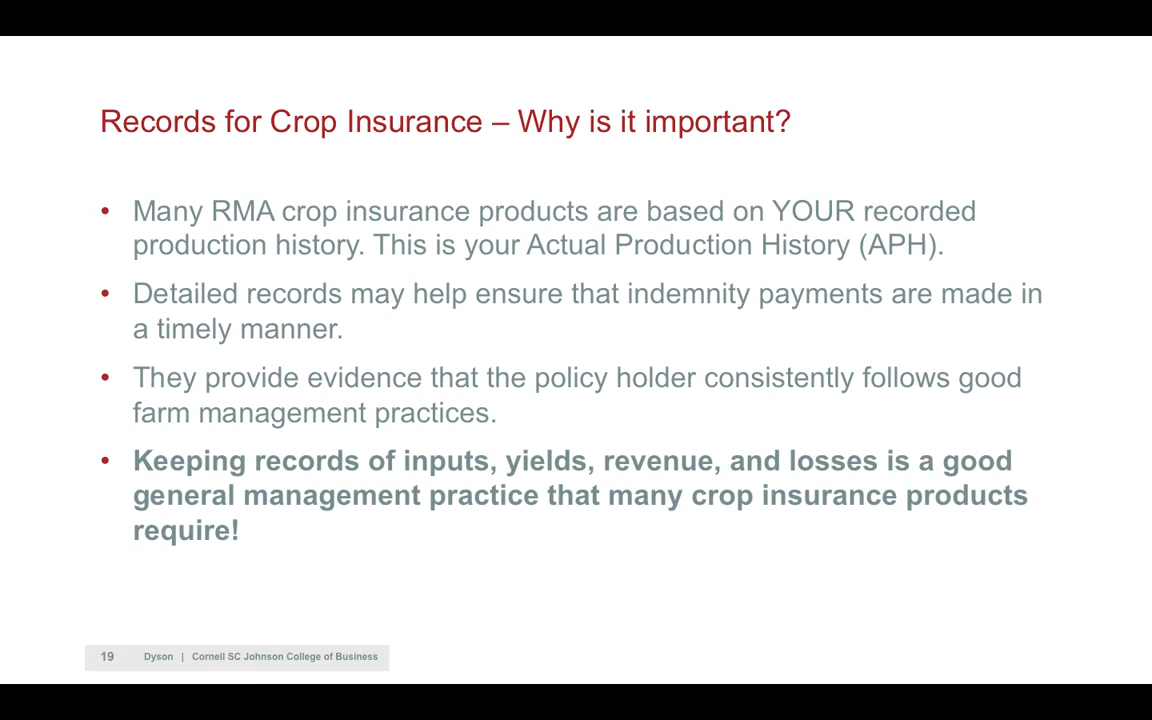 Records for Crop Insurance – Why is it important?
• Many RMA crop insurance products are based on YOUR recorded
production history. This is your Actual Production History (APH).
• Detailed records may help ensure that indemnity payments are made in
a timely manner.
• They provide evidence that the policy holder consistently follows good
farm management practices.
• Keeping records of inputs, yields, revenue, and losses is a good
general management practice that many crop insurance products
require!
19 Dyson | Cornell SC Johnson College of Business